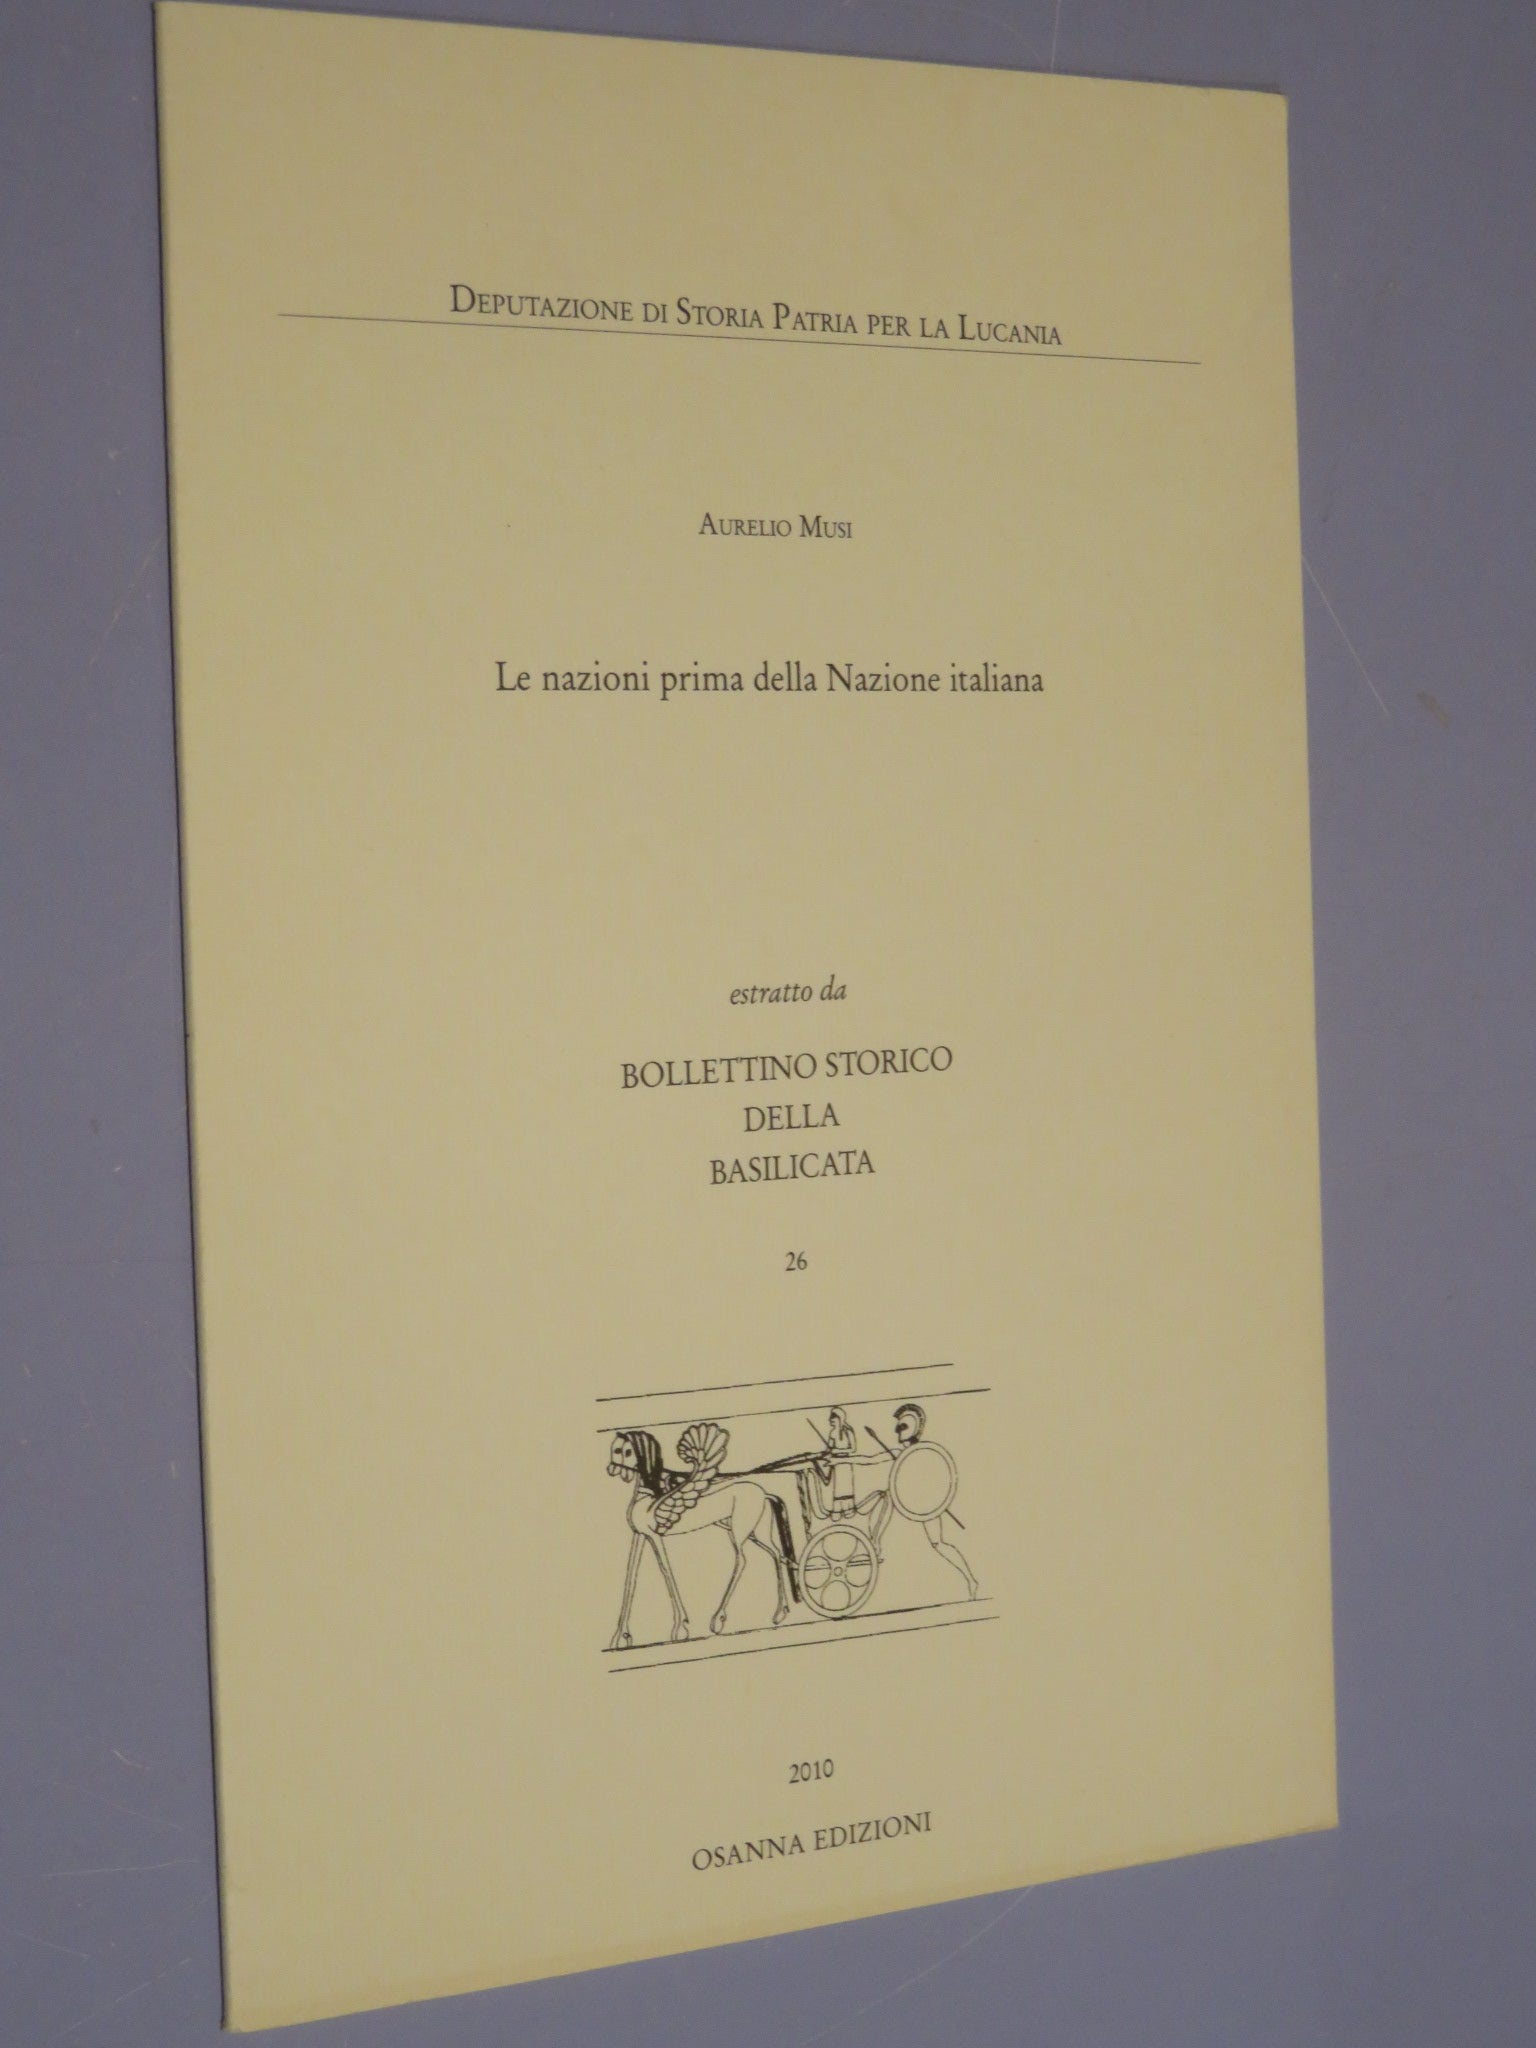 DEPUTAZIONE DI STORIA PATRIA PER LA LUCANIA
AURELIO MUSI
Le nazioni prima della Nazione italiana
estratto da
BOLLETTINO STORICO
DELLA
BASILICATA
26
2010
OSANNA EDIZIONI